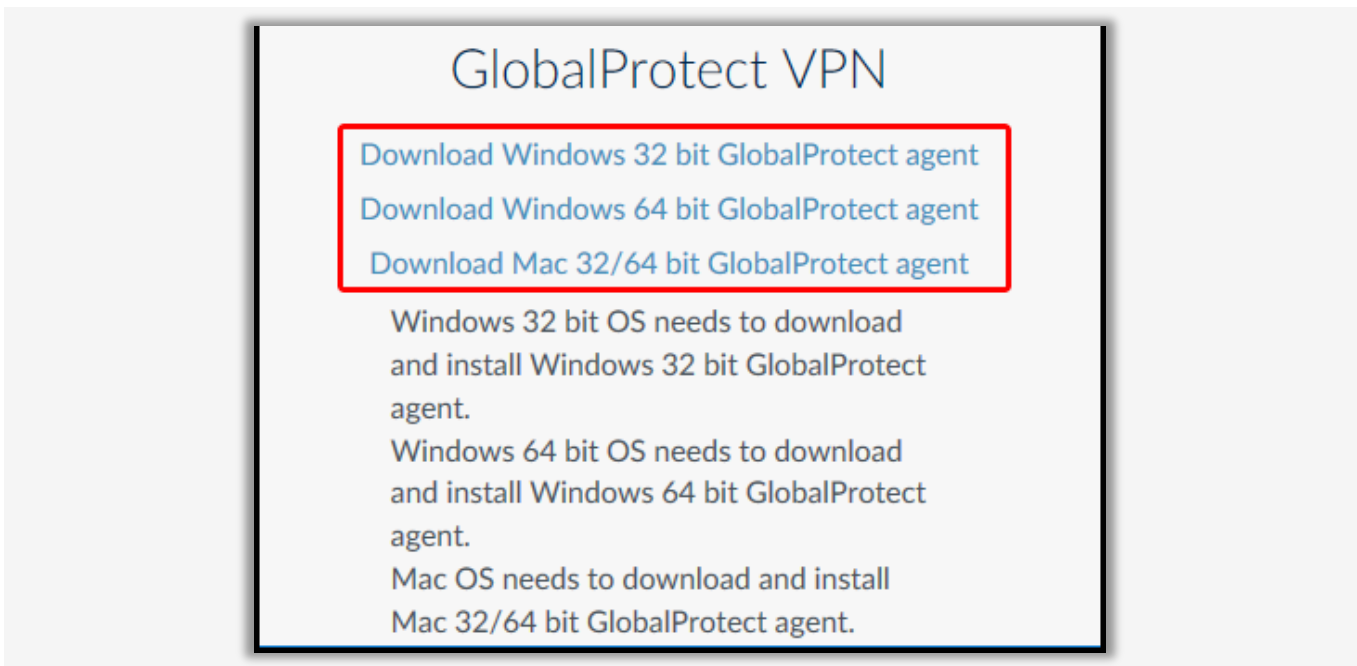 GlobalProtect VPN
Download Windows 32 bit GlobalProtect agent
Download Windows 64 bit GlobalProtect agent
Download Mac 32/64 bit GlobalProtect agent
Windows 32 bit OS needs to download
and install Windows 32 bit GlobalProtect
agent.
Windows 64 bit OS needs to download
and install Windows 64 bit GlobalProtect
agent.
Mac OS needs to download and install
Mac 32/64 bit GlobalProtect agent.